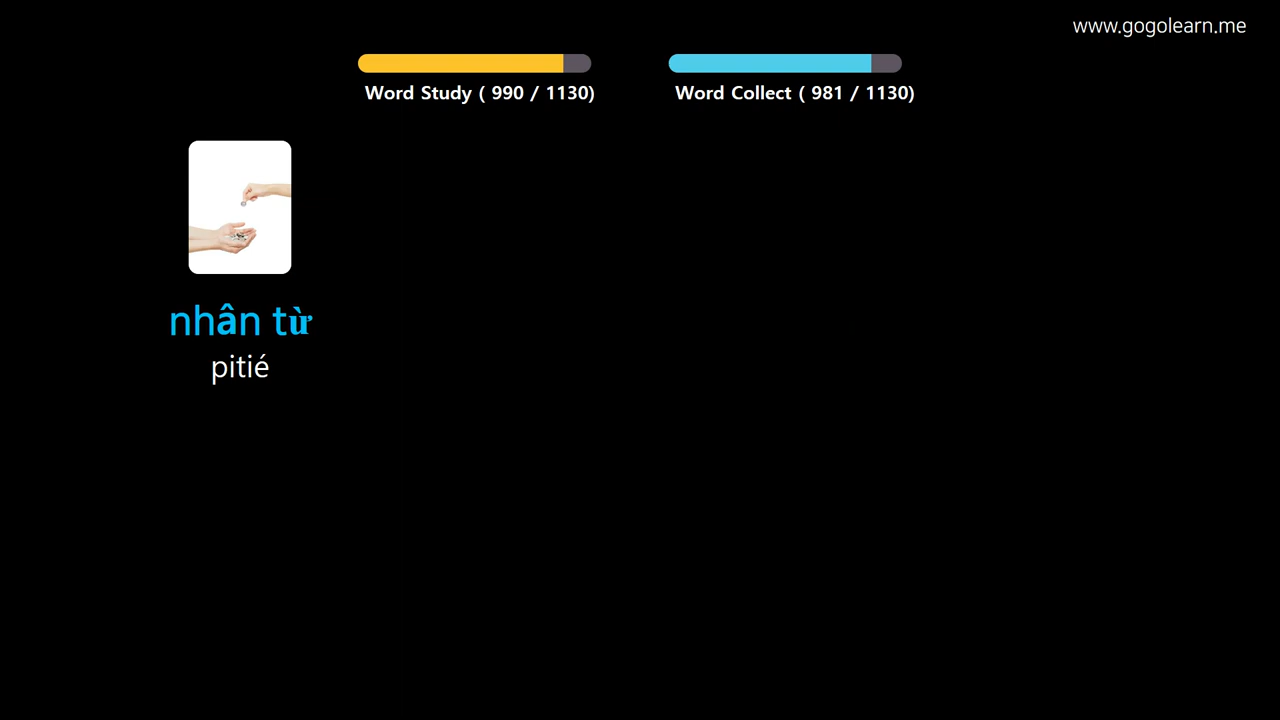 www.gogolearn.me
Word Study ( 990 / 1130)
Word Collect ( 981 / 1130)
nhân từ
pitié